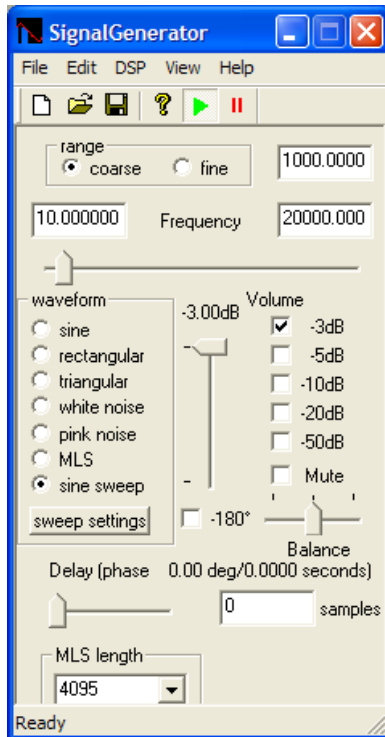 SignalGenerator
File Edit DSP View Help
range
coarse fine 1000.0000
10.000000 Frequency 20000.000
waveform
sine
rectangular
triangular
white noise
pink noise
MLS
sine sweep
sweep settings
-3.00dB
Volume
-3dB
-5dB
-10dB
-20dB
-50dB
Mute
-180°
Balance
Delay (phase 0.00 deg/0.0000 seconds)
0 samples
MLS length
4095
Ready